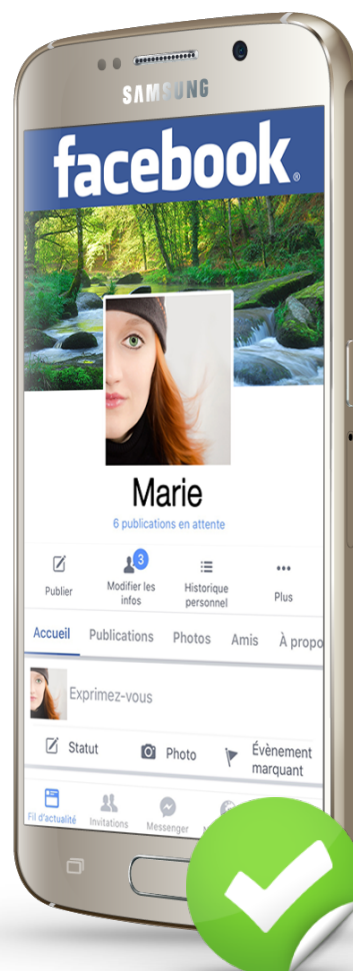 SAMSUNG
facebook®
Marie
6 publications en attente
3
Publier
Modifier les
infos
Historique
personnel
Plus
Accueil Publications Photos Amis À propo
Exprimez-vous
Statut Photo Évènement
marquant
Fil d'actualité Invitations Messenger